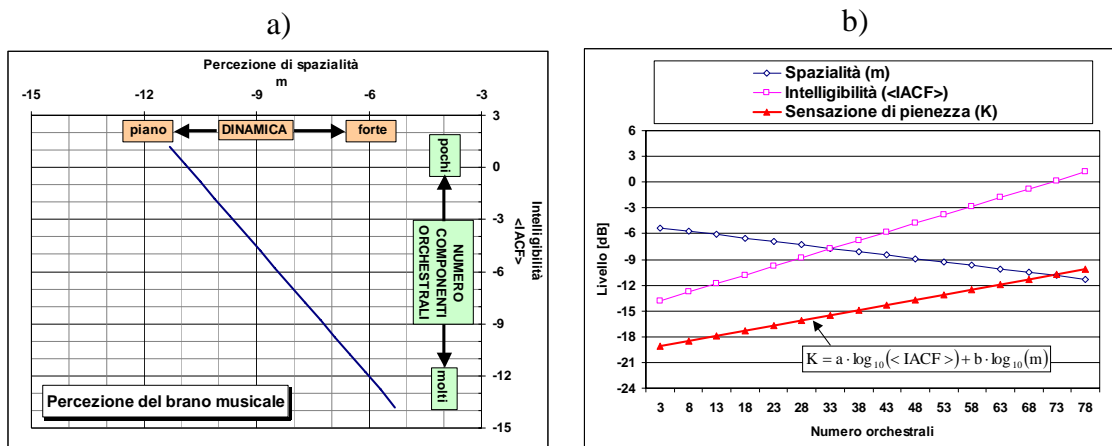 a)
Percezione di spazialità
m
-15 -12 -9 -6 -3
piano DINAMICA forte
3
0
-3
-6
-9
-12
-15
Intelligibilità
<IACF>
pochi
NUMERO
COMPONENTI
ORCHESTRALI
molti
Percezione del brano musicale
b)
Spazialità (m)
Intelligibilità (<IACF>)
Sensazione di pienezza (K)
Livello [dB]
6
3
0
-3
-6
-9
-12
-15
-18
-21
-24
K = a · log10(< IACF >) + b · log10(m)
3 8 13 18 23 28 33 38 43 48 53 58 63 68 73 78
Numero orchestrali